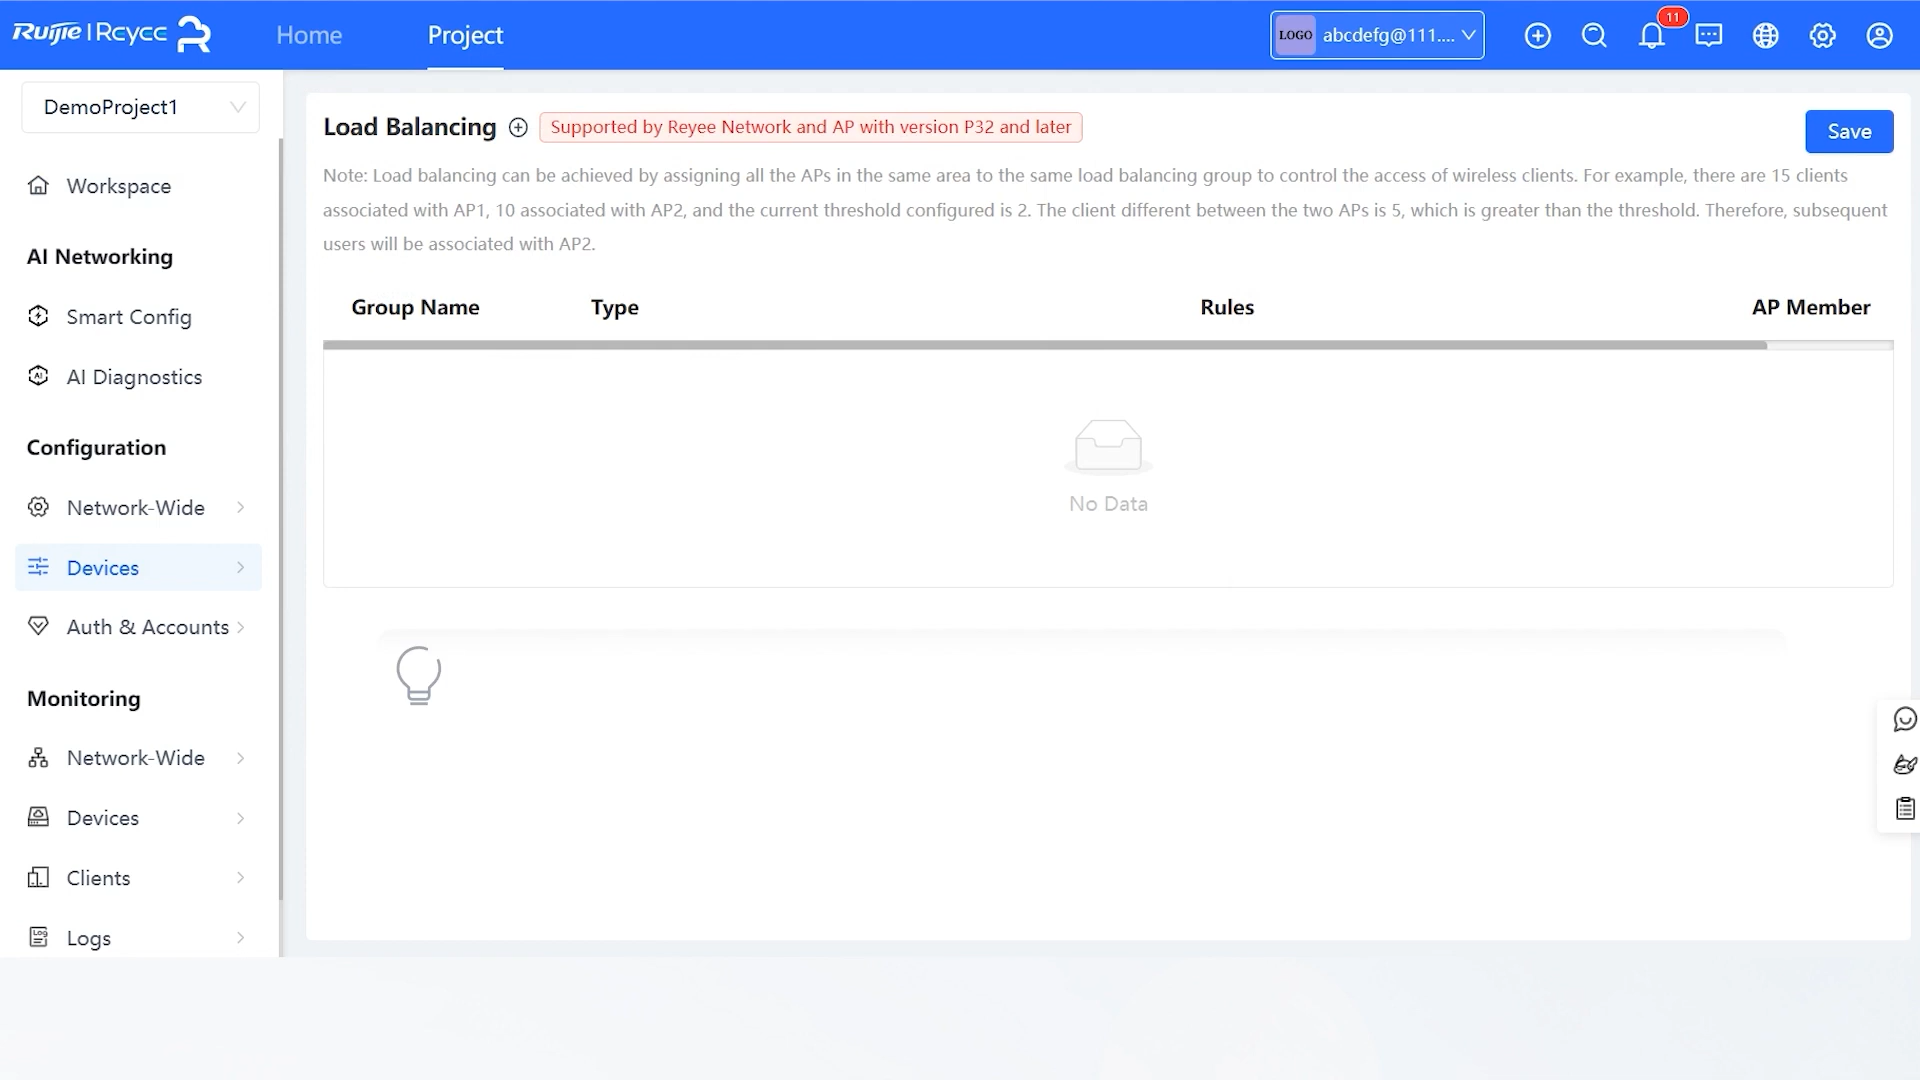 Ruijie | Reyee
Home
Project
LOGO
abcdefg@111....
11
DemoProject1
Workspace
AI Networking
Smart Config
AI Diagnostics
Configuration
Network-Wide
Devices
Auth & Accounts
Monitoring
Network-Wide
Devices
Clients
Logs
Load Balancing
Supported by Reyee Network and AP with version P32 and later
Save
Note: Load balancing can be achieved by assigning all the APs in the same area to the same load balancing group to control the access of wireless clients. For example, there are 15 clients
associated with AP1, 10 associated with AP2, and the current threshold configured is 2. The client different between the two APs is 5, which is greater than the threshold. Therefore, subsequent
users will be associated with AP2.
Group Name
Type
Rules
AP Member
No Data